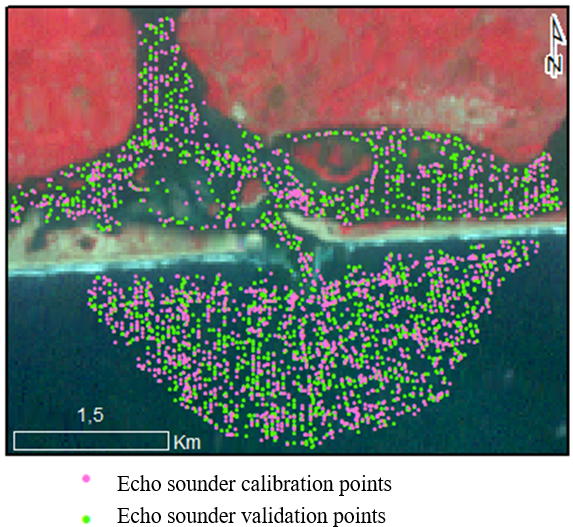 N
1,5
Km
Echo sounder calibration points
Echo sounder validation points